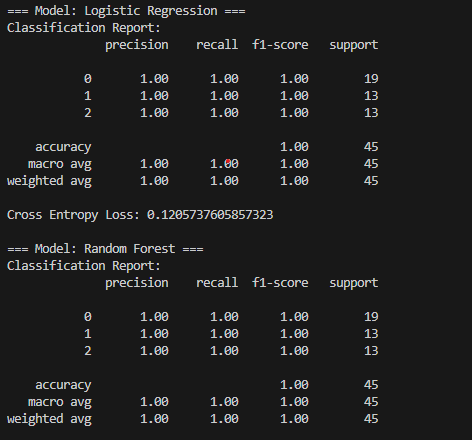 === Model: Logistic Regression ===
Classification Report:
              precision    recall  f1-score   support

           0       1.00      1.00      1.00        19
           1       1.00      1.00      1.00        13
           2       1.00      1.00      1.00        13

    accuracy                           1.00        45
   macro avg       1.00      1.00      1.00        45
weighted avg       1.00      1.00      1.00        45

Cross Entropy Loss: 0.1205737605857323

=== Model: Random Forest ===
Classification Report:
              precision    recall  f1-score   support

           0       1.00      1.00      1.00        19
           1       1.00      1.00      1.00        13
           2       1.00      1.00      1.00        13

    accuracy                           1.00        45
   macro avg       1.00      1.00      1.00        45
weighted avg       1.00      1.00      1.00        45